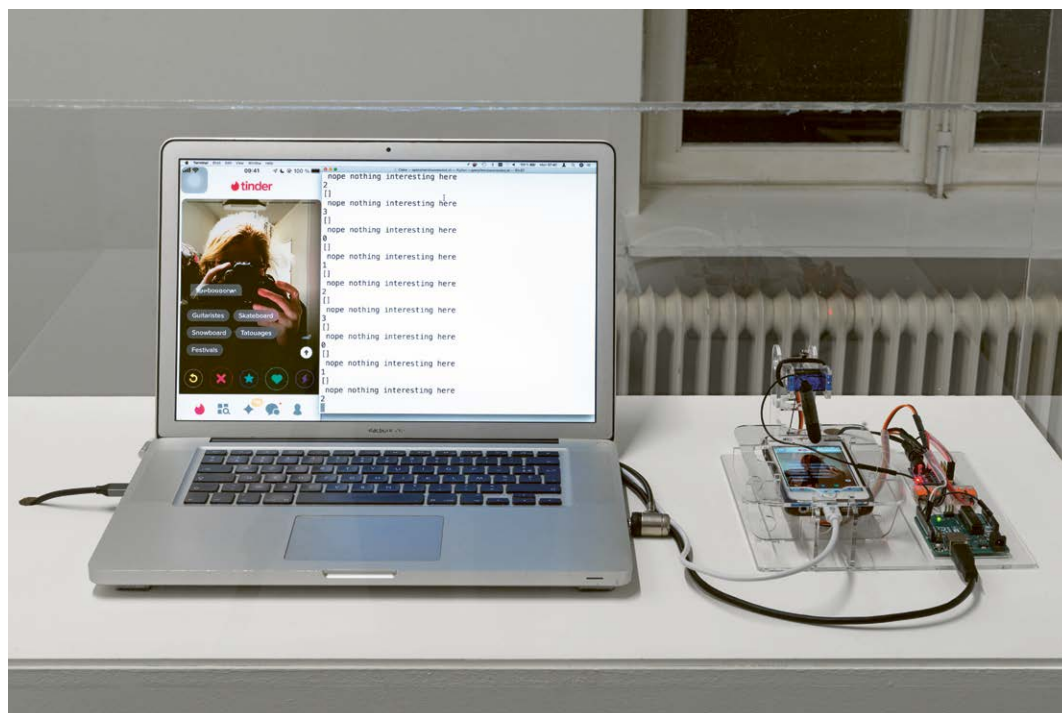 09:41
100 %
tinder
Guitaristes
Skateboard
Snowboard
Tatouages
Festivals
nope nothing interesting here
2
[]
nope nothing interesting here
3
[]
nope nothing interesting here
0
[]
nope nothing interesting here
1
[]
nope nothing interesting here
2
[]
nope nothing interesting here
3
[]
nope nothing interesting here
0
[]
nope nothing interesting here
1
[]
nope nothing interesting here
2